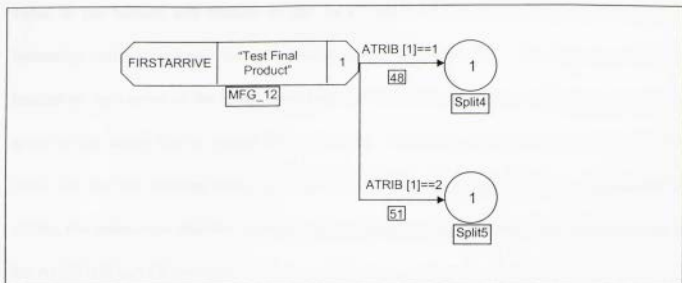 FIRSTARRIVE "Test Final Product" 1
MFG_12
ATRIB [1]==1
48
1
Split4
ATRIB [1]==2
51
1
Split5